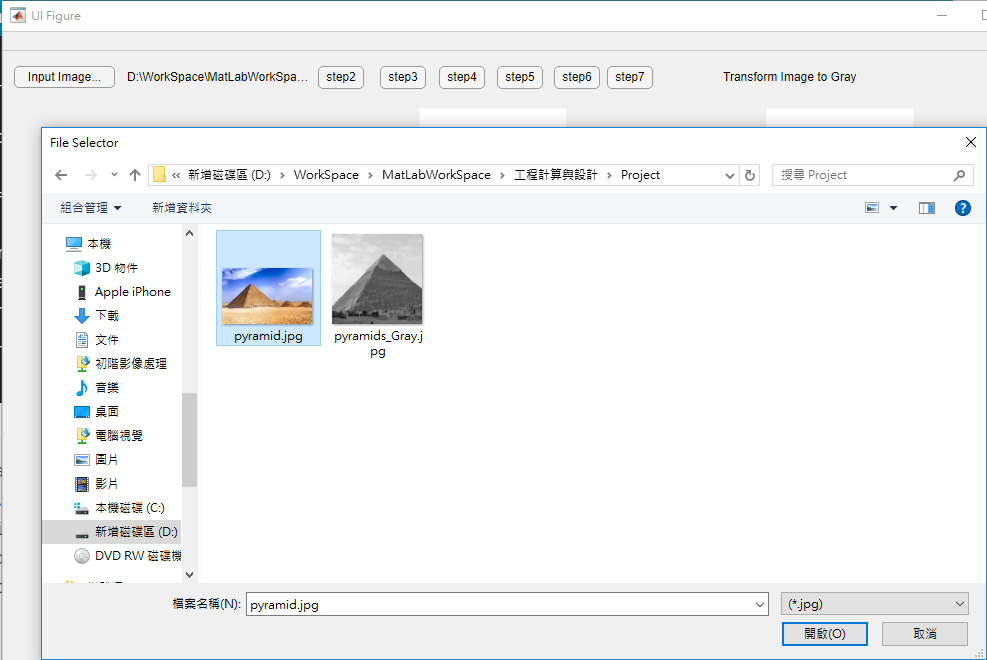 UI Figure
Input Image... D:\WorkSpace\MatLabWorkSpa... step2 step3 step4 step5 step6 step7 Transform Image to Gray
File Selector
« 新增磁碟區 (D:) › WorkSpace › MatLabWorkSpace › 工程計算與設計 › Project 搜尋 Project
組合管理 新增資料夾
本機
3D 物件
Apple iPhone
下載
文件
初階影像處理
音樂
桌面
電腦視覺
圖片
影片
本機磁碟 (C:)
新增磁碟區 (D:)
DVD RW 磁碟機
pyramid.jpg
pyramids_Gray.j
pg
檔案名稱(N): pyramid.jpg (*.jpg)
開啟(O) 取消